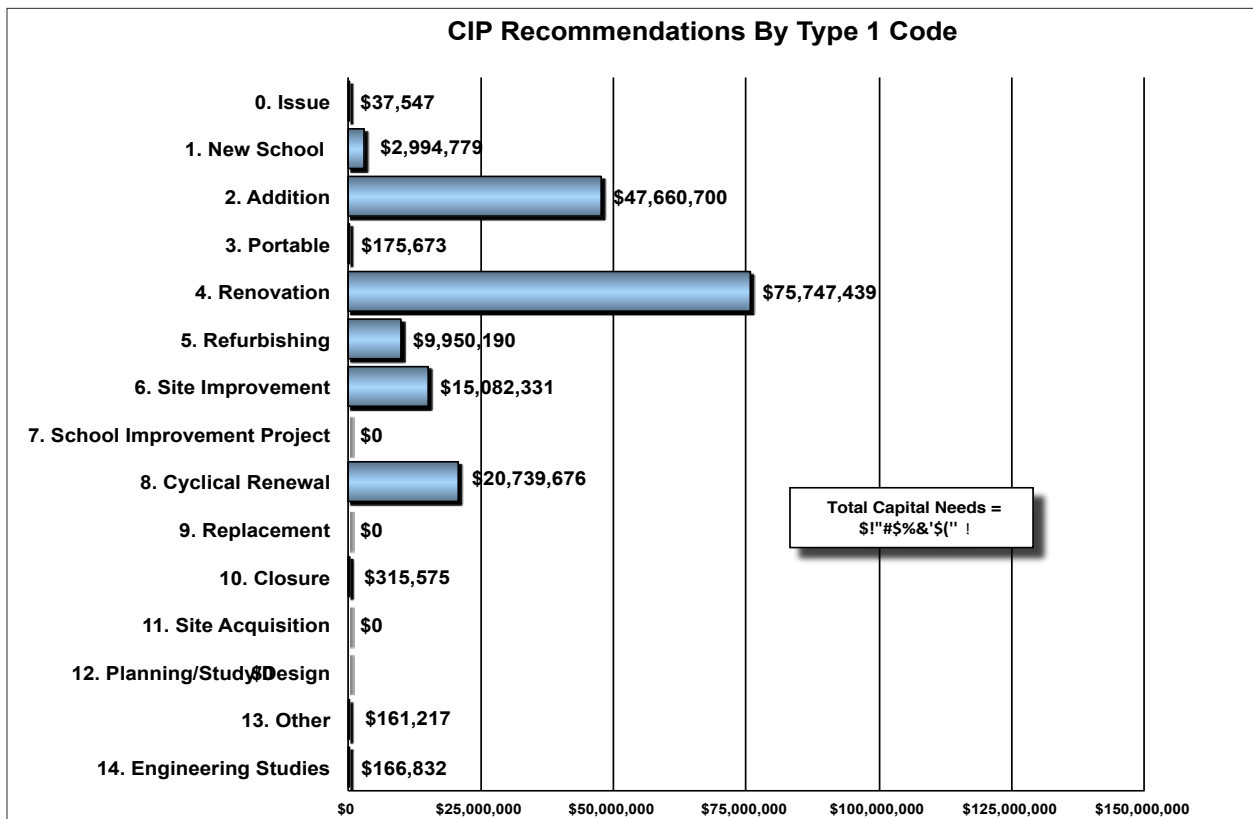 CIP Recommendations By Type 1 Code
0. Issue $37,547
1. New School $2,994,779
2. Addition $47,660,700
3. Portable $175,673
4. Renovation $75,747,439
5. Refurbishing $9,950,190
6. Site Improvement $15,082,331
7. School Improvement Project $0
8. Cyclical Renewal $20,739,676
9. Replacement $0
Total Capital Needs =
$!"#$%&'$(" !
10. Closure $315,575
11. Site Acquisition $0
12. Planning/Study/Design $0
13. Other $161,217
14. Engineering Studies $166,832
$0 $25,000,000 $50,000,000 $75,000,000 $100,000,000 $125,000,000 $150,000,000